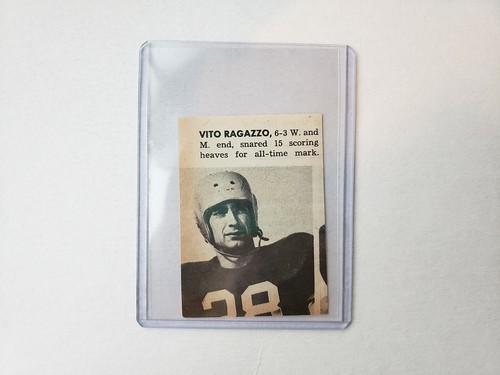 VITO RAGAZZO, 6-3 W. and
M. end, snared 15 scoring
heaves for all-time mark.
38